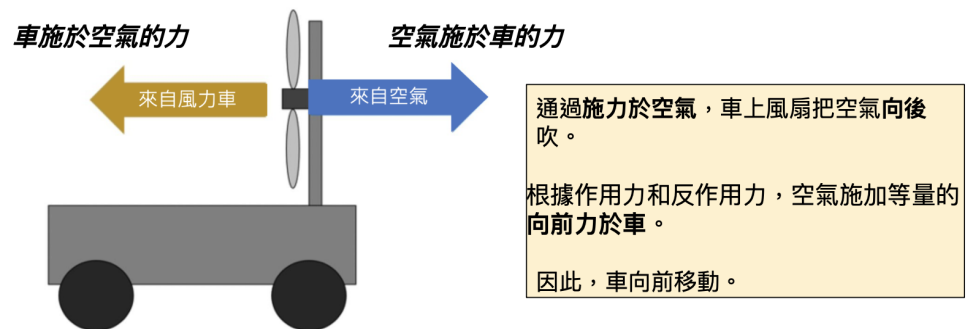 車施於空氣的力
空氣施於車的力
來自風力車
來自空氣
通過施力於空氣，車上風扇把空氣向後
吹。
根據作用力和反作用力，空氣施加等量的
向前力於車。
因此，車向前移動。